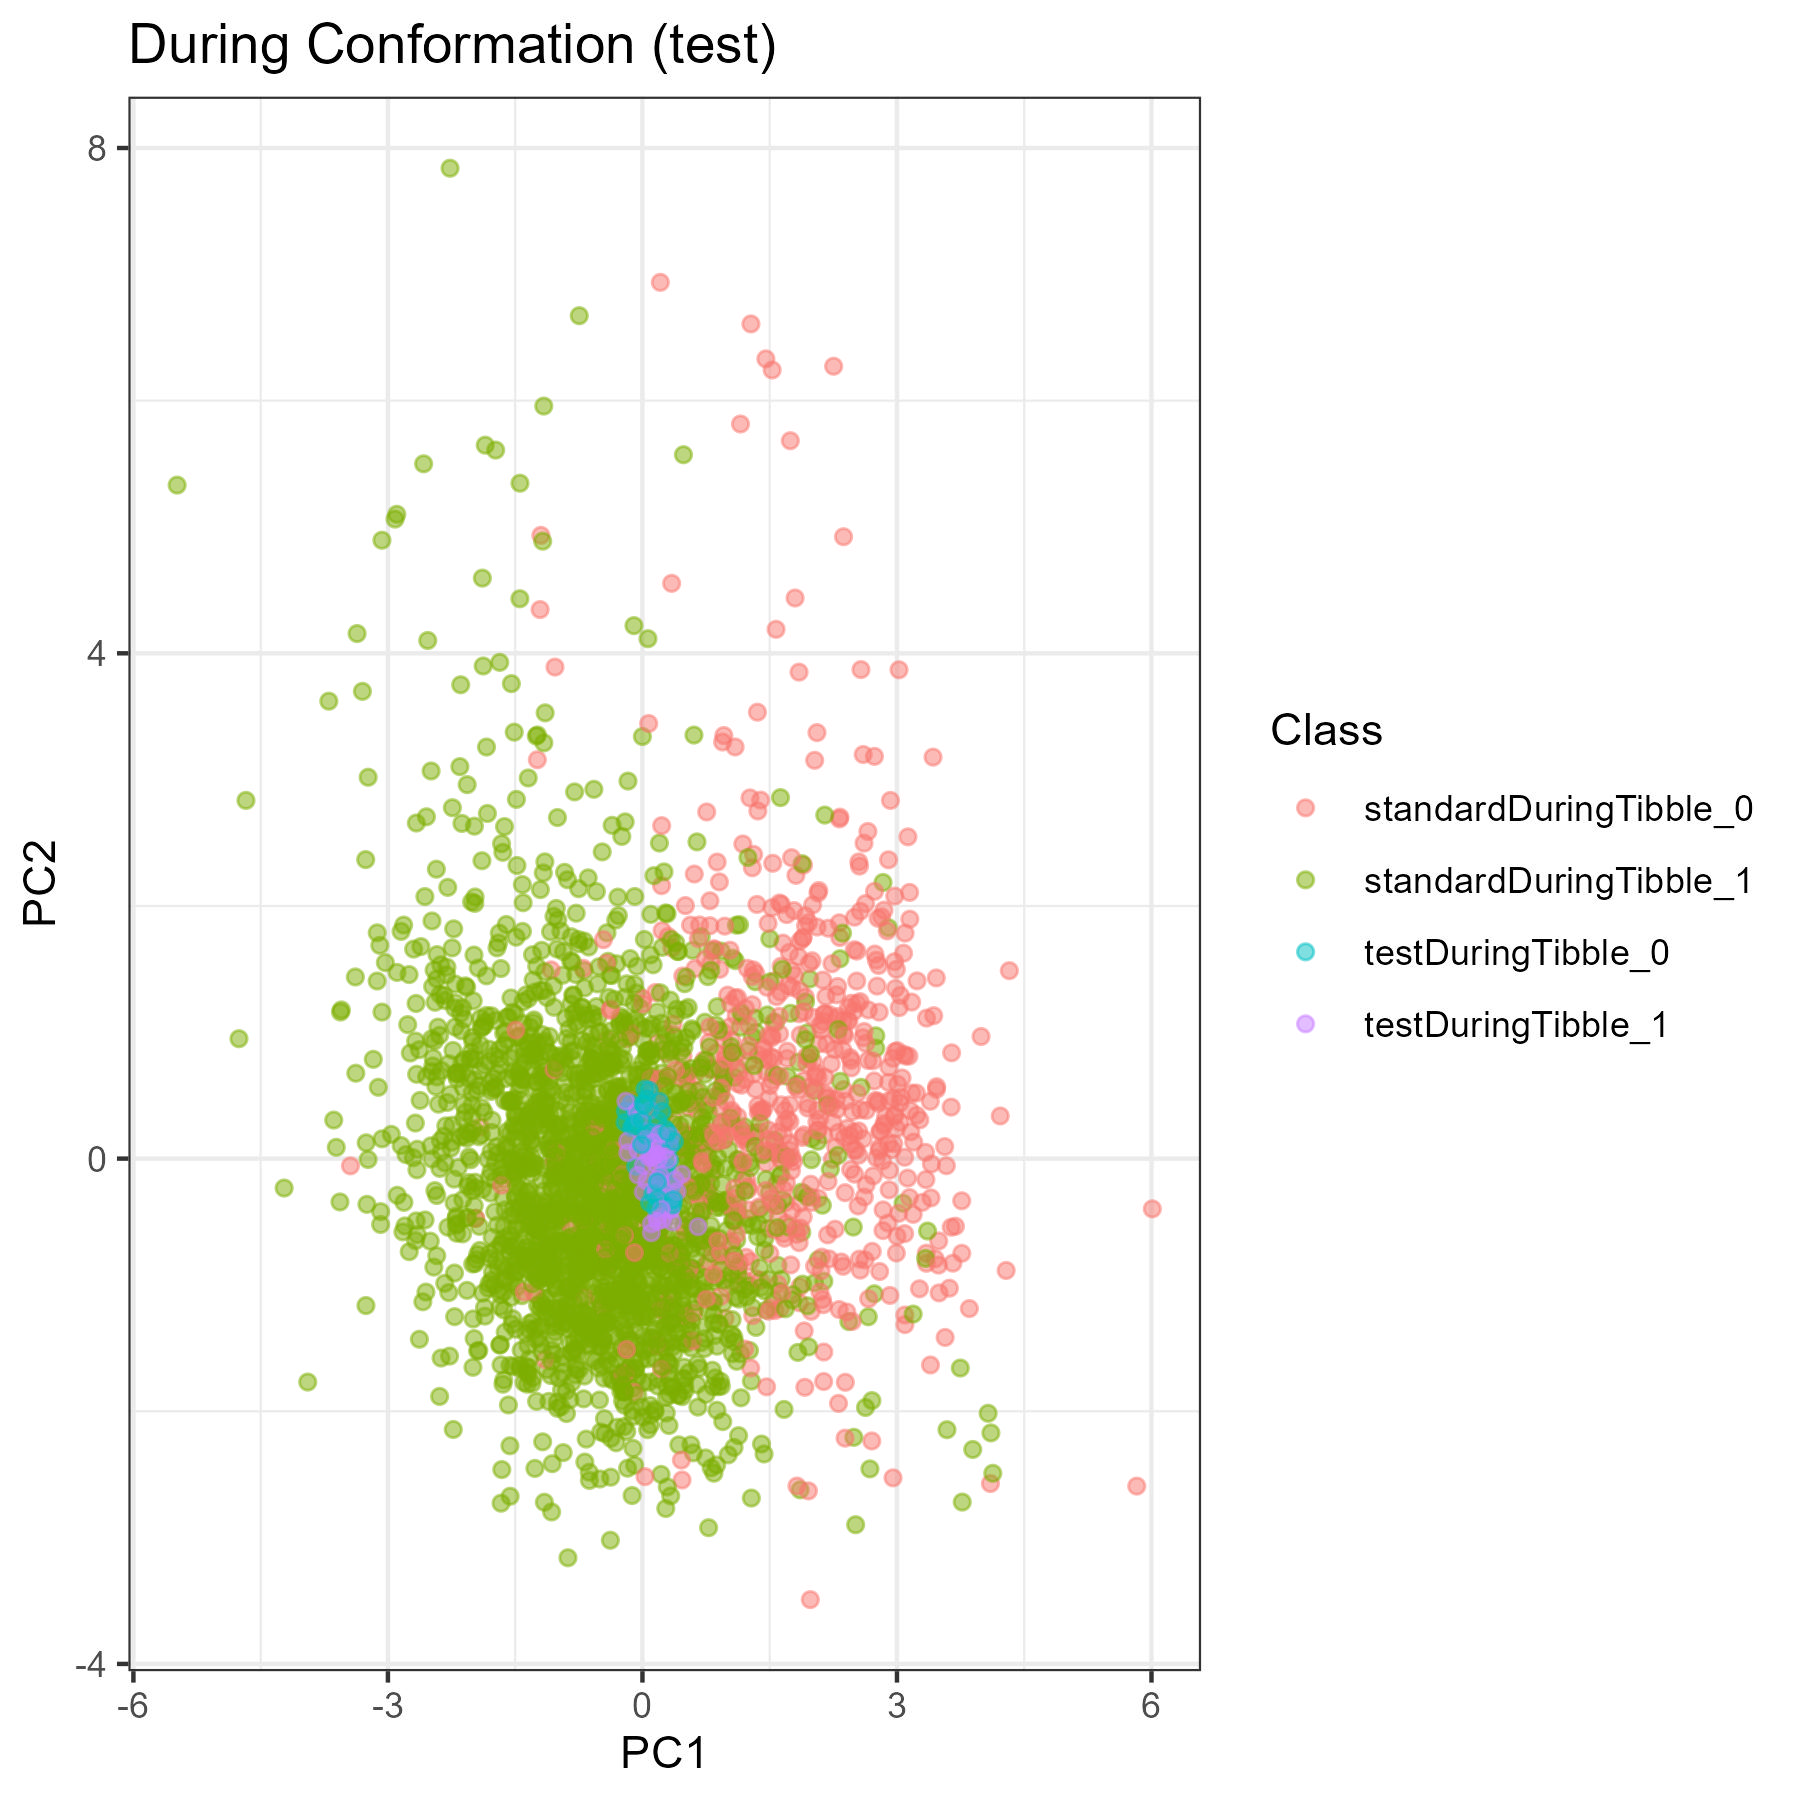 During Conformation (test)
8
4
0
-4
-6 -3 0 3 6
PC1
PC2
Class
standardDuringTibble_0
standardDuringTibble_1
testDuringTibble_0
testDuringTibble_1